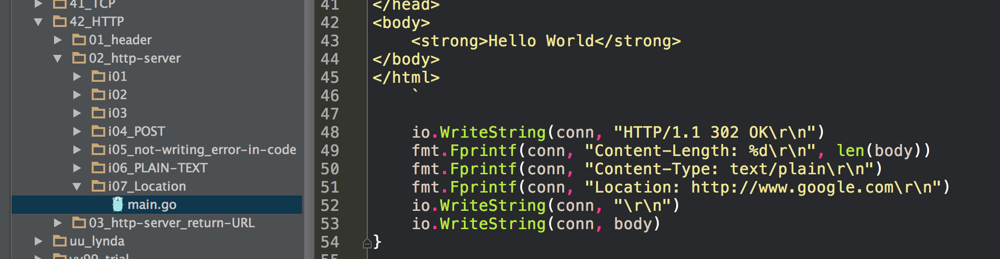 41_TCP
42_HTTP
01_header
02_http-server
i01
i02
i03
i04_POST
i05_not-writing_error-in-code
i06_PLAIN-TEXT
i07_Location
main.go
03_http-server_return-URL
uu_lynda
41 </head>
42 <body>
43     <strong>Hello World</strong>
44 </body>
45 </html>
46     `
47
48     io.WriteString(conn, "HTTP/1.1 302 OK\r\n")
49     fmt.Fprintf(conn, "Content-Length: %d\r\n", len(body))
50     fmt.Fprintf(conn, "Content-Type: text/plain\r\n")
51     fmt.Fprintf(conn, "Location: http://www.google.com\r\n")
52     io.WriteString(conn, "\r\n")
53     io.WriteString(conn, body)
54 }
55